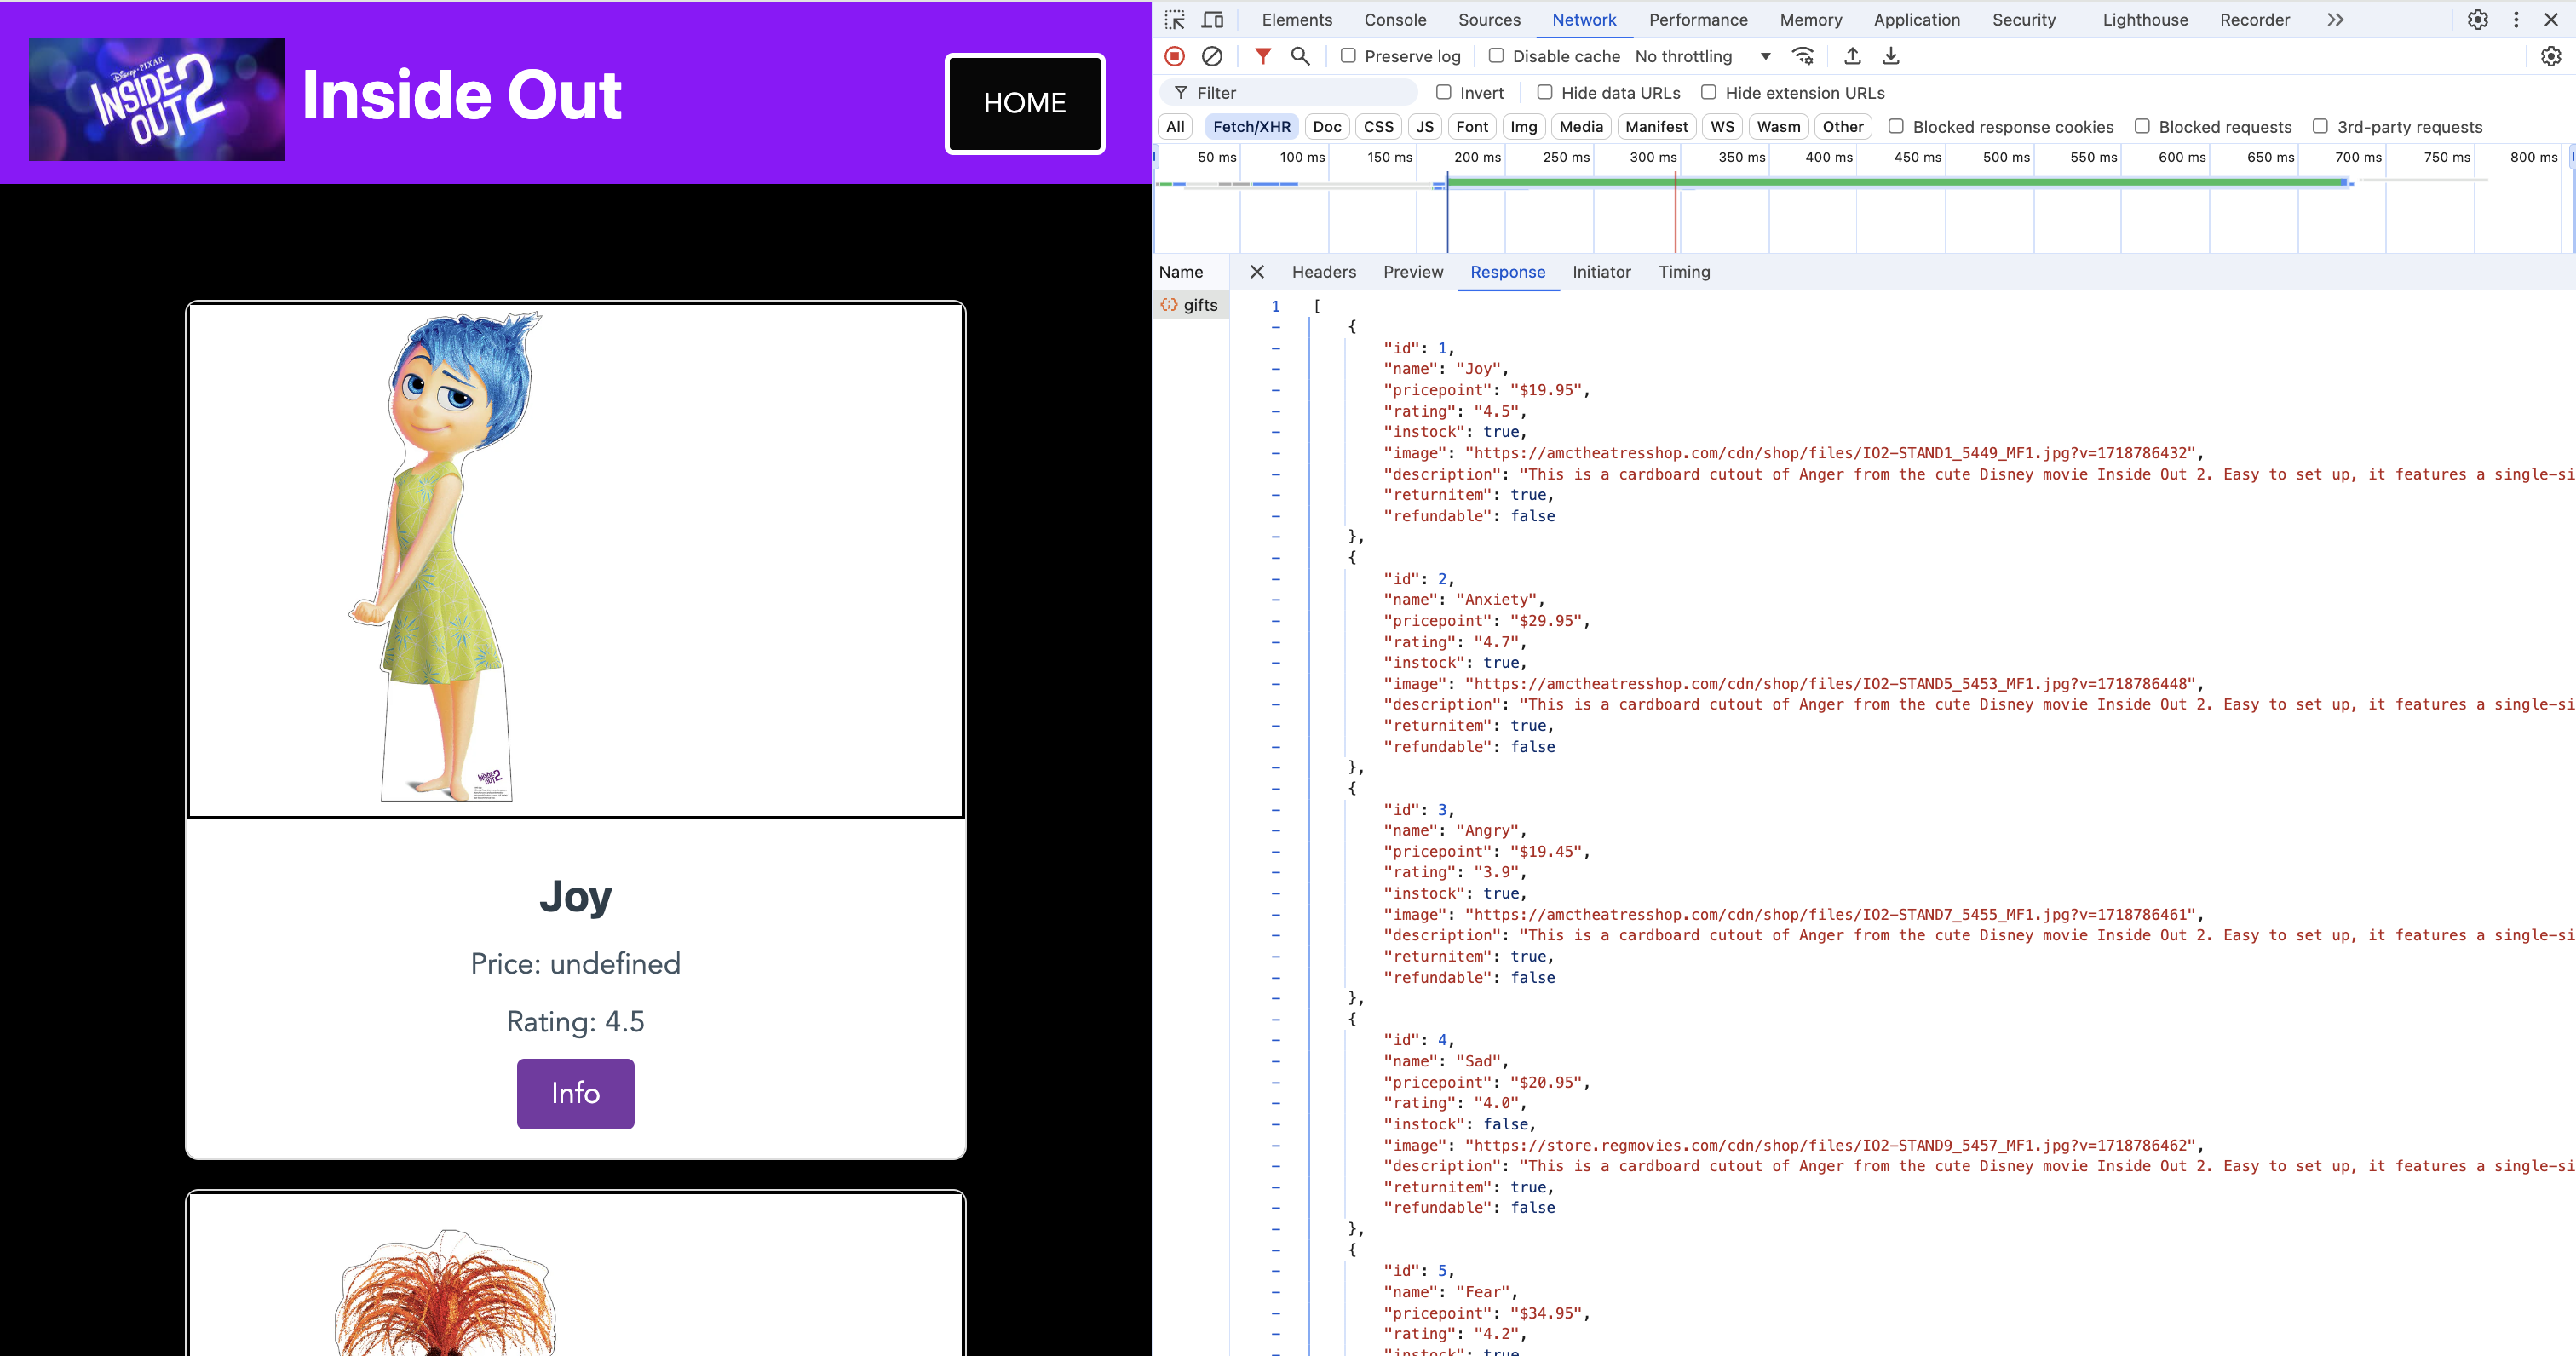 Disney·PIXAR
INSIDE
OUT 2
Inside Out
HOME
Joy
Price: undefined
Rating: 4.5
Info
INSIDE
OUT 2
Elements Console Sources Network Performance Memory Application Security Lighthouse Recorder
Preserve log Disable cache No throttling
Filter Invert Hide data URLs Hide extension URLs
All Fetch/XHR Doc CSS JS Font Img Media Manifest WS Wasm Other Blocked response cookies Blocked requests 3rd-party requests
50 ms 100 ms 150 ms 200 ms 250 ms 300 ms 350 ms 400 ms 450 ms 500 ms 550 ms 600 ms 650 ms 700 ms 750 ms 800 ms
Name Headers Preview Response Initiator Timing
gifts
1 [
{
"id": 1,
"name": "Joy",
"pricepoint": "$19.95",
"rating": "4.5",
"instock": true,
"image": "https://amctheatresshop.com/cdn/shop/files/IO2-STAND1_5449_MF1.jpg?v=1718786432",
"description": "This is a cardboard cutout of Anger from the cute Disney movie Inside Out 2. Easy to set up, it features a single-si
"returnitem": true,
"refundable": false
},
{
"id": 2,
"name": "Anxiety",
"pricepoint": "$29.95",
"rating": "4.7",
"instock": true,
"image": "https://amctheatresshop.com/cdn/shop/files/IO2-STAND5_5453_MF1.jpg?v=1718786448",
"description": "This is a cardboard cutout of Anger from the cute Disney movie Inside Out 2. Easy to set up, it features a single-si
"returnitem": true,
"refundable": false
},
{
"id": 3,
"name": "Angry",
"pricepoint": "$19.45",
"rating": "3.9",
"instock": true,
"image": "https://amctheatresshop.com/cdn/shop/files/IO2-STAND7_5455_MF1.jpg?v=1718786461",
"description": "This is a cardboard cutout of Anger from the cute Disney movie Inside Out 2. Easy to set up, it features a single-si
"returnitem": true,
"refundable": false
},
{
"id": 4,
"name": "Sad",
"pricepoint": "$20.95",
"rating": "4.0",
"instock": false,
"image": "https://store.regmovies.com/cdn/shop/files/IO2-STAND9_5457_MF1.jpg?v=1718786462",
"description": "This is a cardboard cutout of Anger from the cute Disney movie Inside Out 2. Easy to set up, it features a single-si
"returnitem": true,
"refundable": false
},
{
"id": 5,
"name": "Fear",
"pricepoint": "$34.95",
"rating": "4.2",
"instock": true,